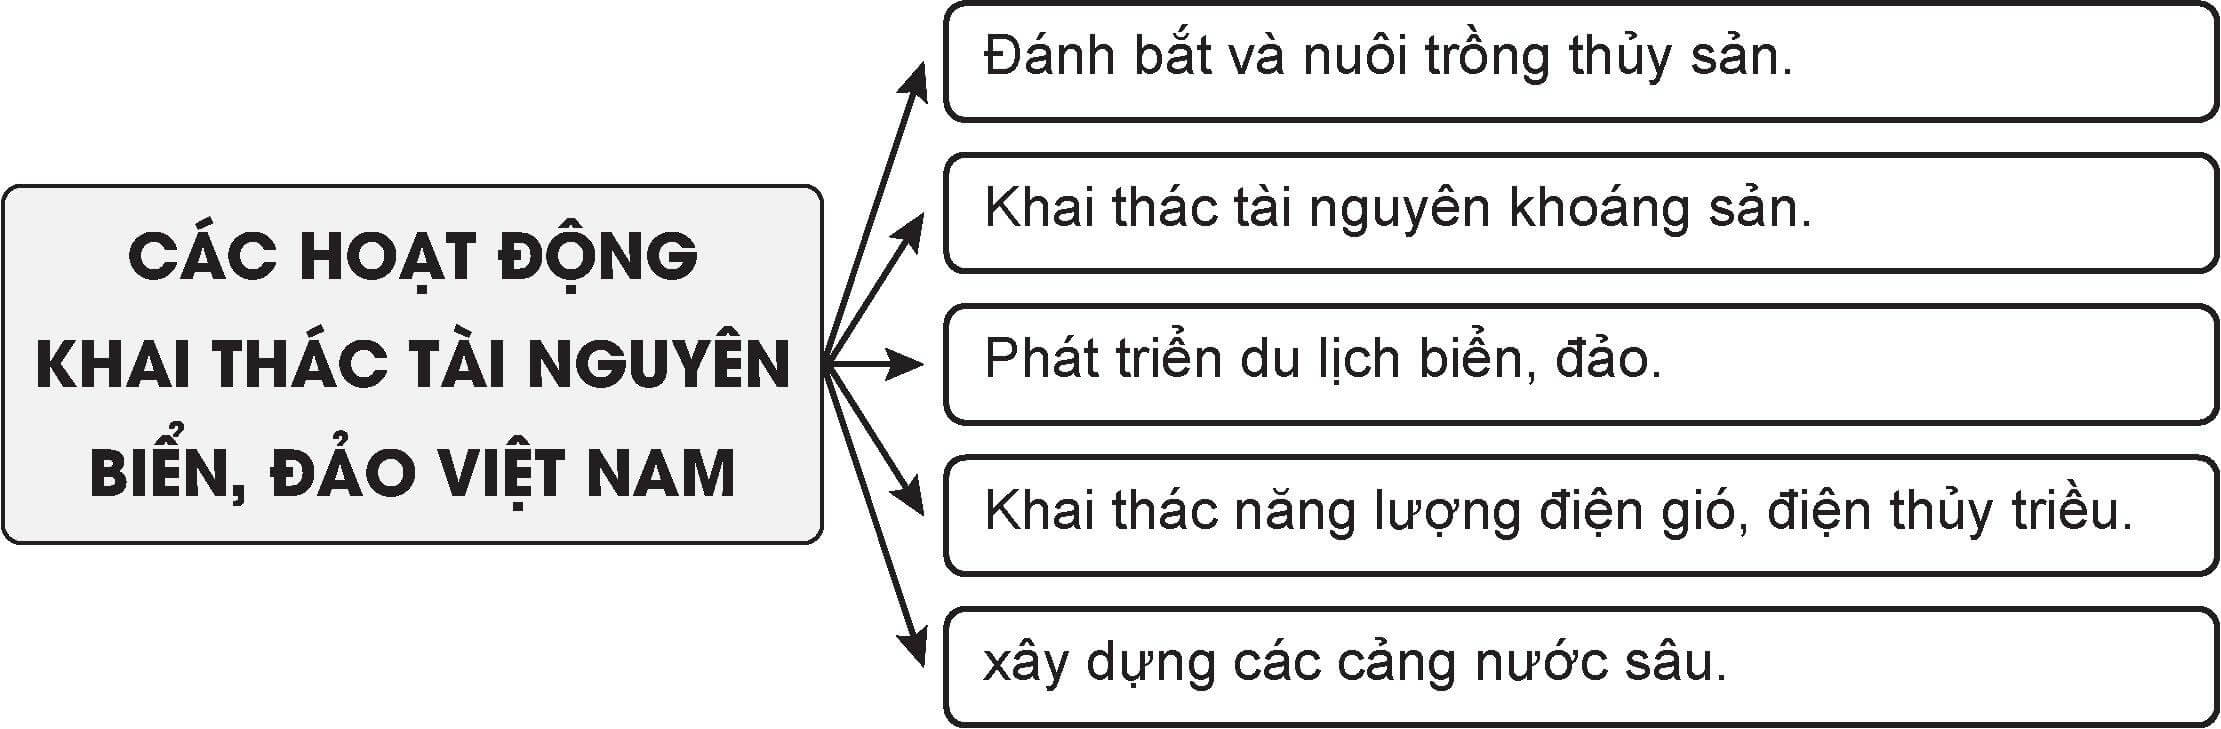 CÁC HOẠT ĐỘNG
KHAI THÁC TÀI NGUYÊN
BIỂN, ĐẢO VIỆT NAM
Đánh bắt và nuôi trồng thủy sản.
Khai thác tài nguyên khoáng sản.
Phát triển du lịch biển, đảo.
Khai thác năng lượng điện gió, điện thủy triều.
xây dựng các cảng nước sâu.